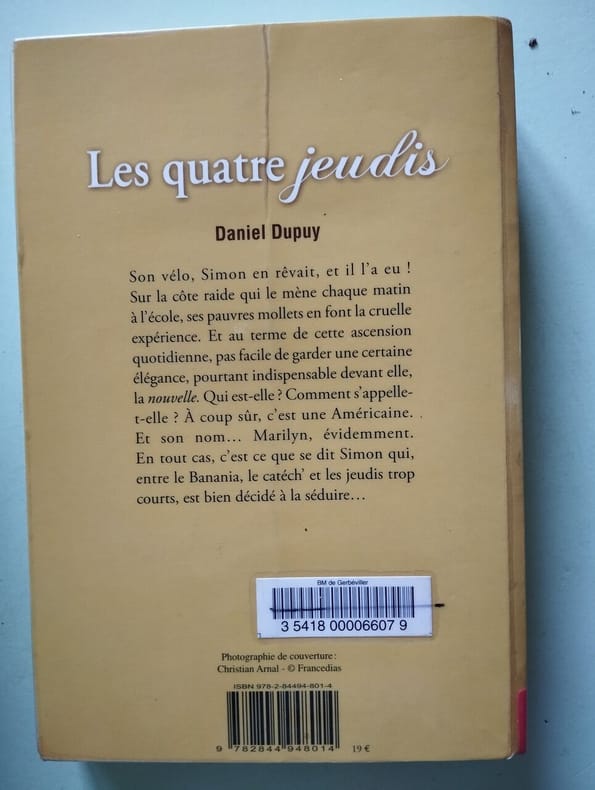 Les quatre jeudis
Daniel Dupuy
Son vélo, Simon en rêvait, et il l'a eu !
Sur la côte raide qui le mène chaque matin
à l'école, ses pauvres mollets en font la cruelle
expérience. Et au terme de cette ascension
quotidienne, pas facile de garder une certaine
élégance, pourtant indispensable devant elle,
la nouvelle. Qui est-elle ? Comment s'appelle-
t-elle ? À coup sûr, c'est une Américaine.
Et son nom... Marilyn, évidemment.
En tout cas, c'est ce que se dit Simon qui,
entre le Banania, le catéch' et les jeudis trop
courts, est bien décidé à la séduire...
BM de Gerbéviller
3 5418 00006607 9
Photographie de couverture :
Christian Arnal - © Francedias
ISBN 978-2-84494-801-4
9 782844 948014 19 €